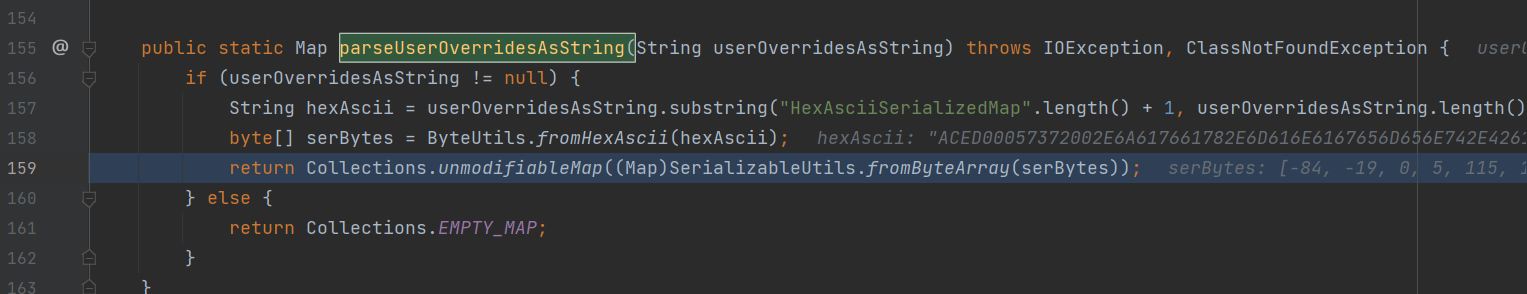 154
155 @ public static Map parseUserOverridesAsString(String userOverridesAsString) throws IOException, ClassNotFoundException {
156 if (userOverridesAsString != null) {
157 String hexAscii = userOverridesAsString.substring("HexAsciiSerializedMap".length() + 1, userOverridesAsString.length()
158 byte[] serBytes = ByteUtils.fromHexAscii(hexAscii); hexAscii: "ACED00057372002E6A617661782E6D616E6167656D656E742E4261
159 return Collections.unmodifiableMap((Map)SerializableUtils.fromByteArray(serBytes)); serBytes: [-84, -19, 0, 5, 115, 1
160 } else {
161 return Collections.EMPTY_MAP;
162 }
163 }